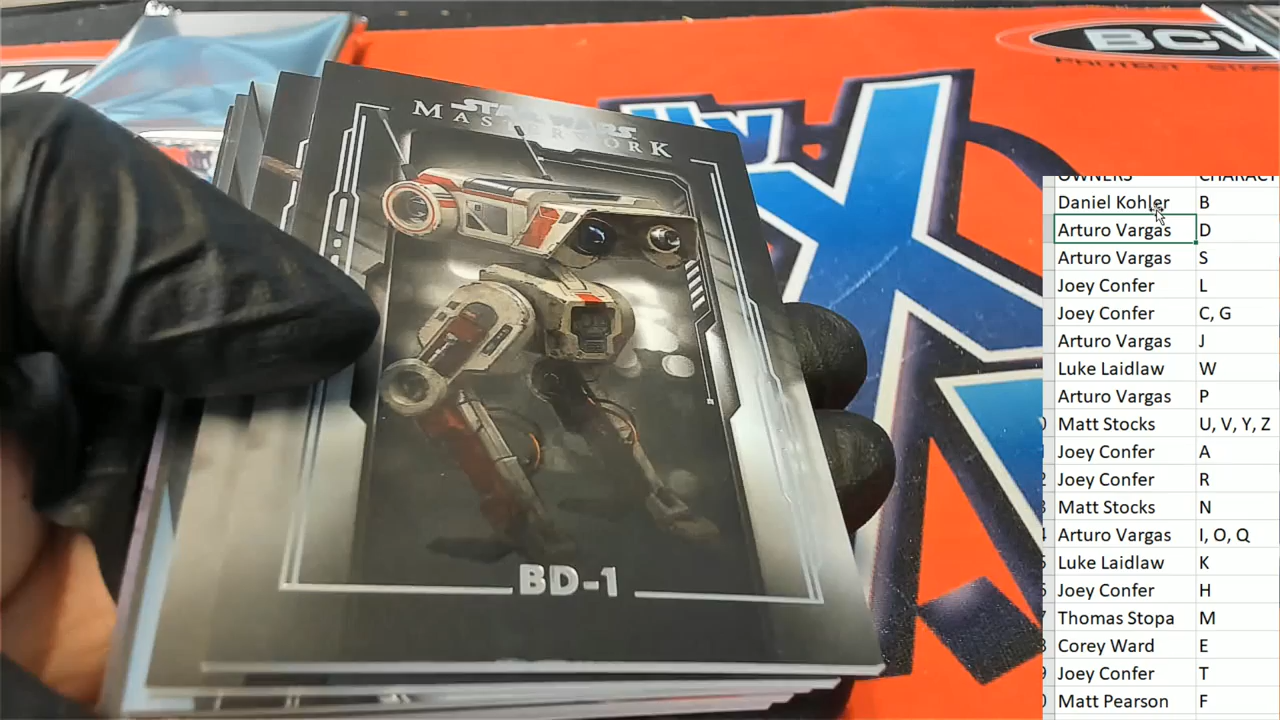 STAR WARS
MASTERWORK
BD-1
BCW
OWNERS CHARACT
Daniel Kohler B
Arturo Vargas D
Arturo Vargas S
Joey Confer L
Joey Confer C, G
Arturo Vargas J
Luke Laidlaw W
Arturo Vargas P
Matt Stocks U, V, Y, Z
Joey Confer A
Joey Confer R
Matt Stocks N
Arturo Vargas I, O, Q
Luke Laidlaw K
Joey Confer H
Thomas Stopa M
Corey Ward E
Joey Confer T
Matt Pearson F